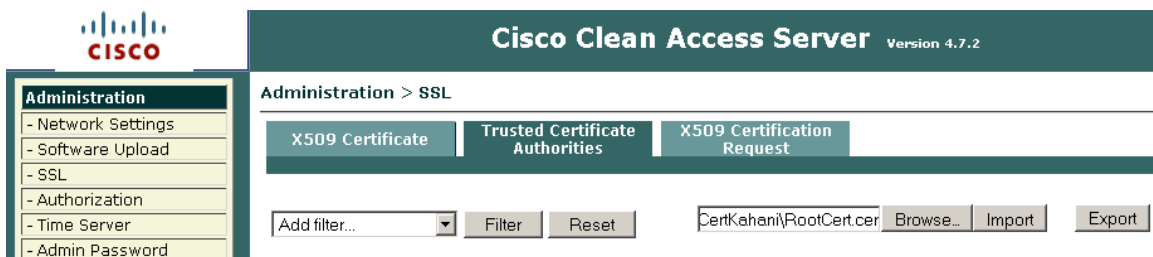 CISCO
Cisco Clean Access Server Version 4.7.2
Administration
- Network Settings
- Software Upload
- SSL
- Authorization
- Time Server
- Admin Password
Administration > SSL
X509 Certificate
Trusted Certificate
Authorities
X509 Certification
Request
Add filter...
Filter
Reset
CertKahani\RootCert.cer
Browse...
Import
Export